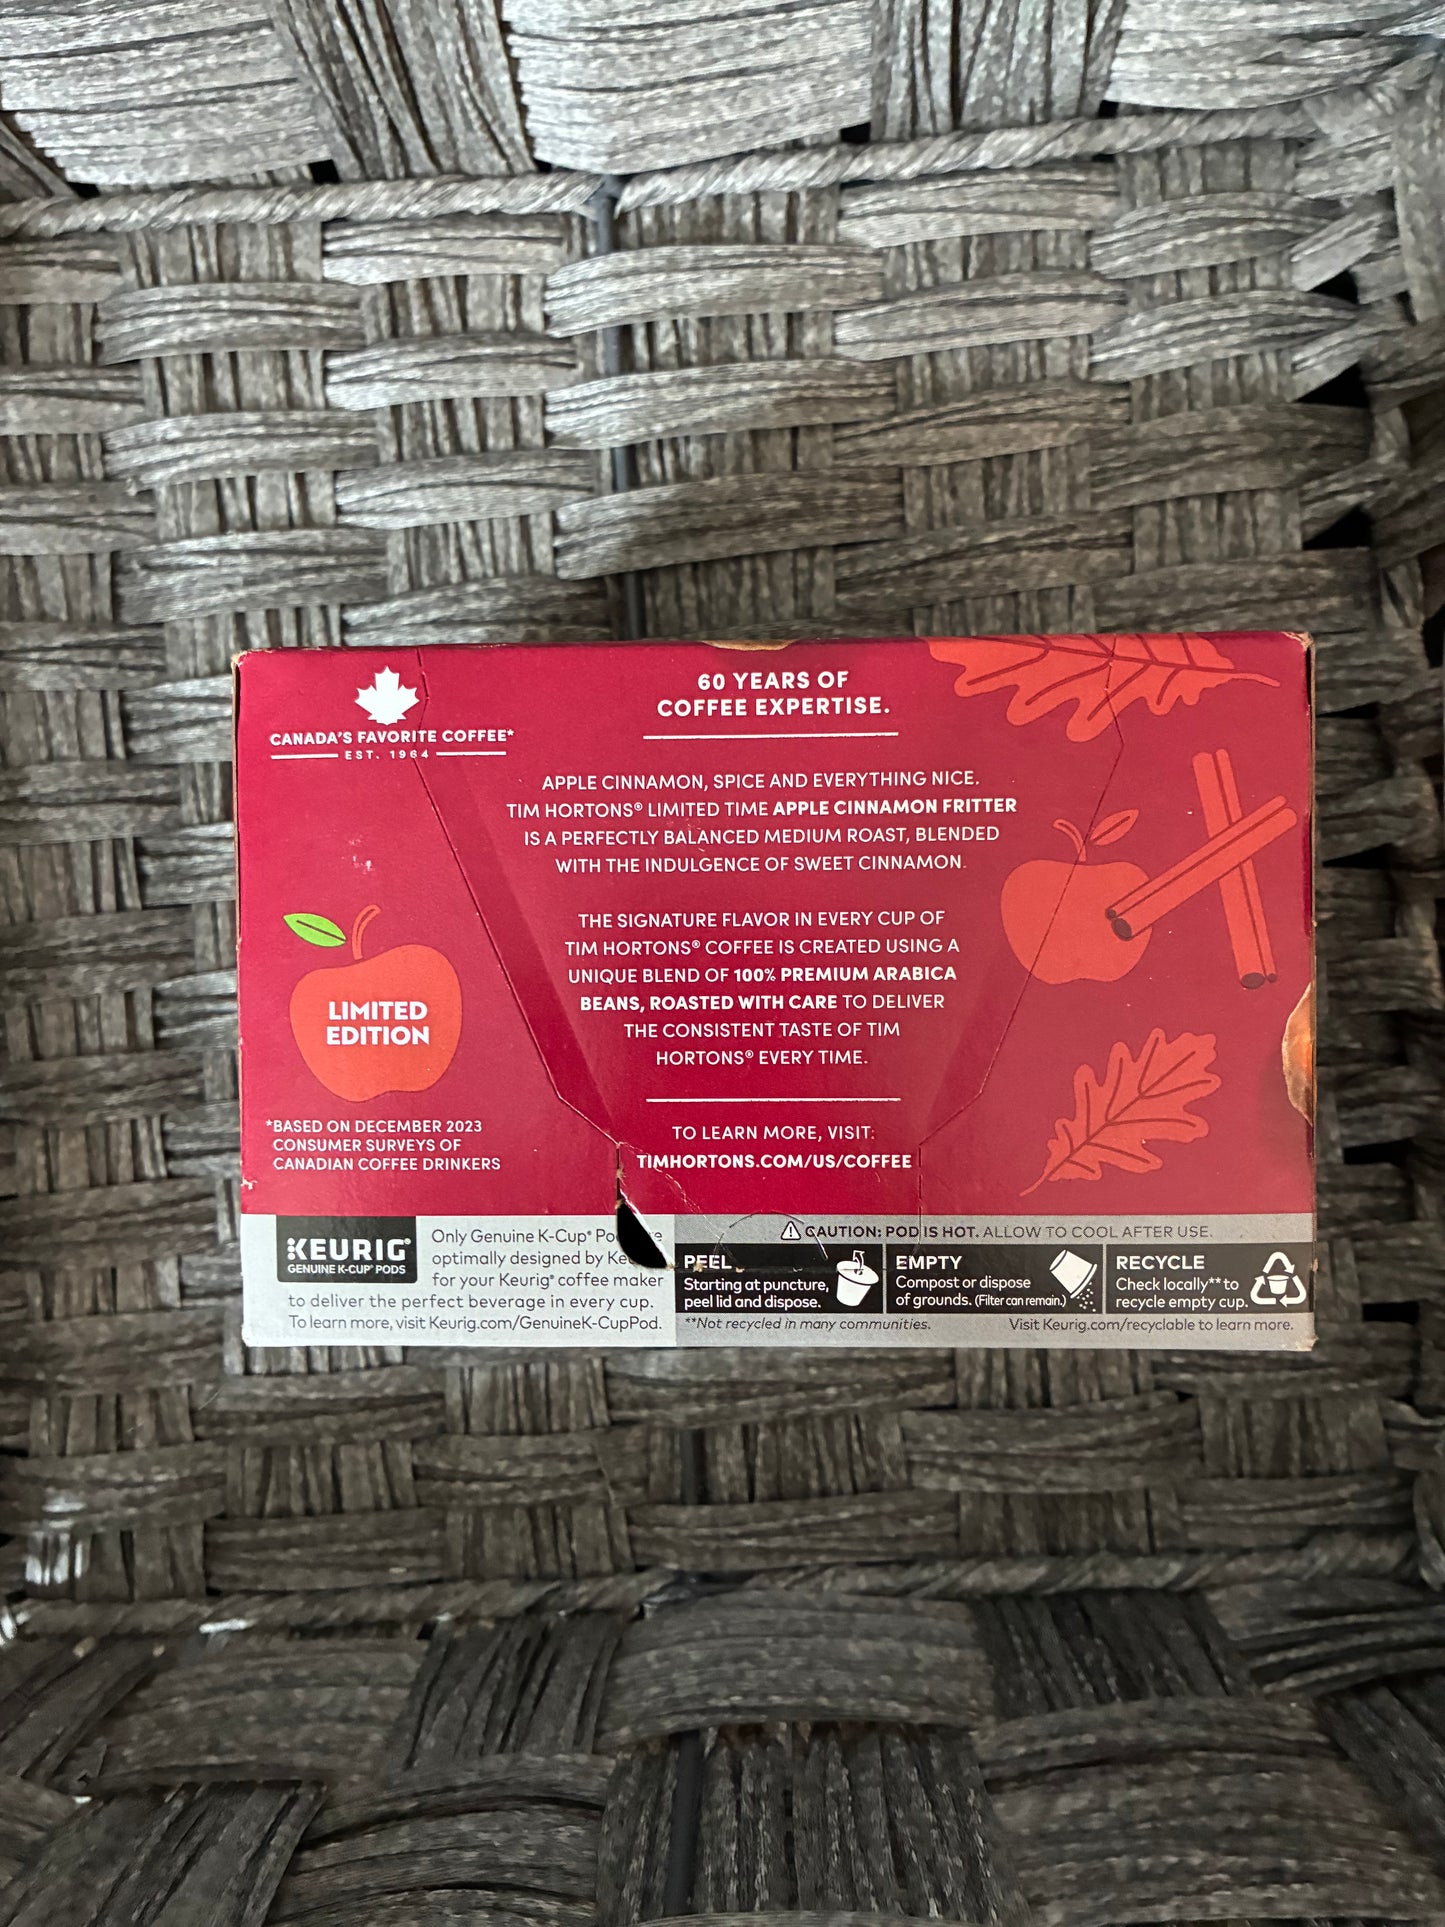 CANADA'S FAVORITE COFFEE*
EST. 1964
60 YEARS OF
COFFEE EXPERTISE.
APPLE CINNAMON, SPICE AND EVERYTHING NICE.
TIM HORTONS® LIMITED TIME APPLE CINNAMON FRITTER
IS A PERFECTLY BALANCED MEDIUM ROAST, BLENDED
WITH THE INDULGENCE OF SWEET CINNAMON.
THE SIGNATURE FLAVOR IN EVERY CUP OF
TIM HORTONS® COFFEE IS CREATED USING A
UNIQUE BLEND OF 100% PREMIUM ARABICA
BEANS, ROASTED WITH CARE TO DELIVER
THE CONSISTENT TASTE OF TIM
HORTONS® EVERY TIME.
TO LEARN MORE, VISIT:
TIMHORTONS.COM/US/COFFEE
LIMITED
EDITION
*BASED ON DECEMBER 2023
CONSUMER SURVEYS OF
CANADIAN COFFEE DRINKERS
KEURIG®
GENUINE K-CUP® PODS
Only Genuine K-Cup®
optimally designed by
for your Keurig® coffee maker
to deliver the perfect beverage in every cup.
To learn more, visit Keurig.com/GenuineK-CupPod.
CAUTION: POD IS HOT. ALLOW TO COOL AFTER USE.
PEEL
Starting at puncture,
peel lid and dispose.
EMPTY
Compost or dispose
of grounds. (Filter can remain.)
RECYCLE
Check locally** to
recycle empty cup.
**Not recycled in many communities.
Visit Keurig.com/recyclable to learn more.